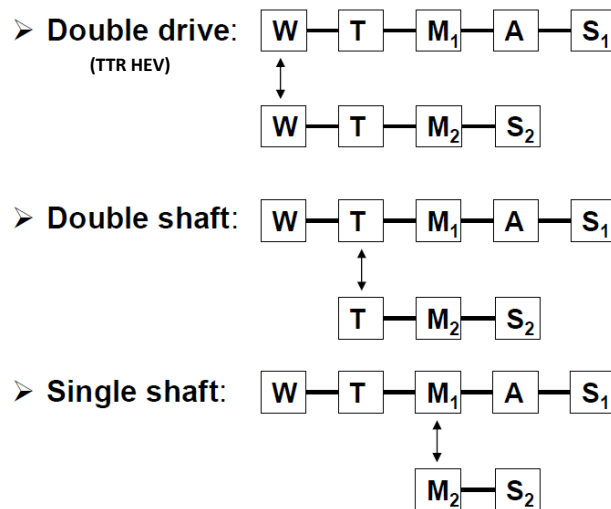 ➢ Double drive: W T M₁ A S₁
(TTR HEV)
W T M₂ S₂
➢ Double shaft: W T M₁ A S₁
T M₂ S₂
➢ Single shaft: W T M₁ A S₁
M₂ S₂